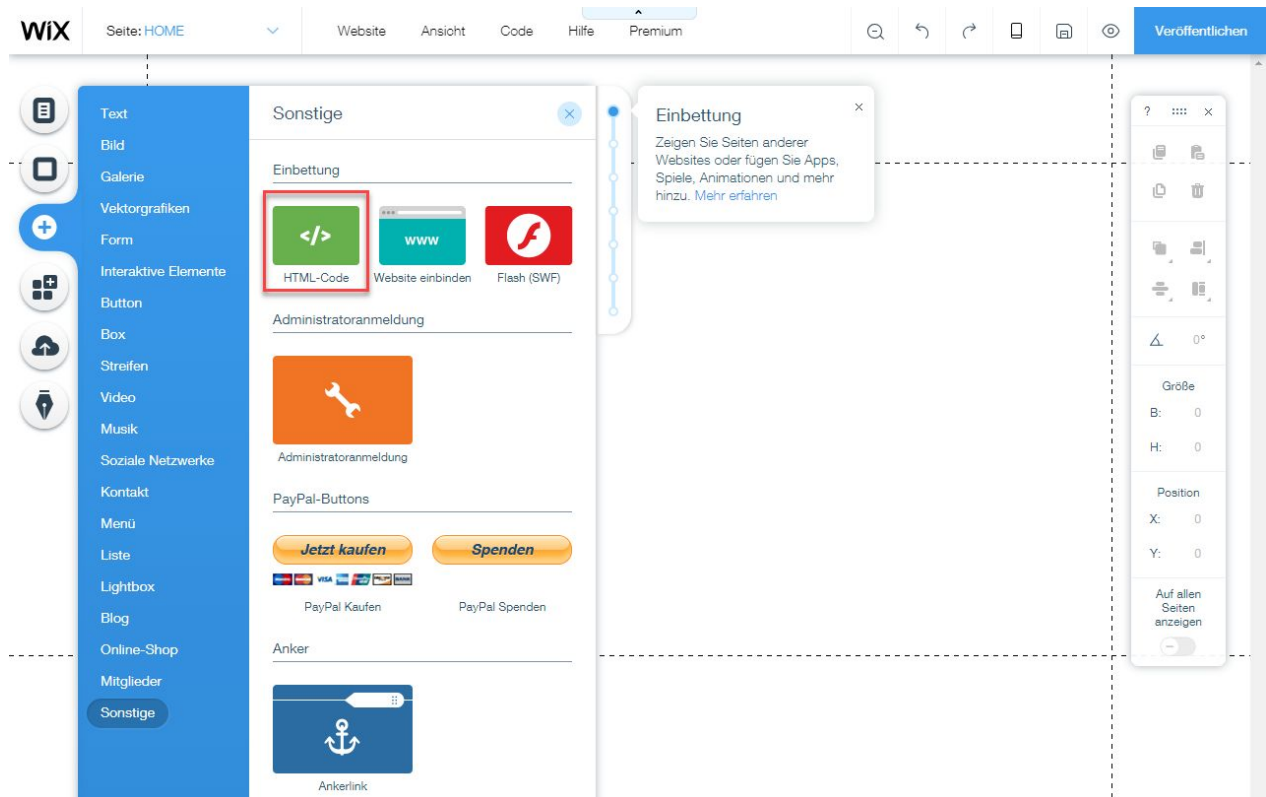 WiX
Seite: HOME
Website
Ansicht
Code
Hilfe
Premium
Veröffentlichen
Text
Bild
Galerie
Vektorgrafiken
Form
Interaktive Elemente
Button
Box
Streifen
Video
Musik
Soziale Netzwerke
Kontakt
Menü
Liste
Lightbox
Blog
Online-Shop
Mitglieder
Sonstige
Sonstige
Einbettung
</>
www
HTML-Code
Website einbinden
Flash (SWF)
Administratoranmeldung
Administratoranmeldung
PayPal-Buttons
Jetzt kaufen
Spenden
VISA
PayPal Kaufen
PayPal Spenden
Anker
Ankerlink
Einbettung
Zeigen Sie Seiten anderer
Websites oder fügen Sie Apps,
Spiele, Animationen und mehr
hinzu. Mehr erfahren
?
0°
Größe
B: 0
H: 0
Position
X: 0
Y: 0
Auf allen
Seiten
anzeigen